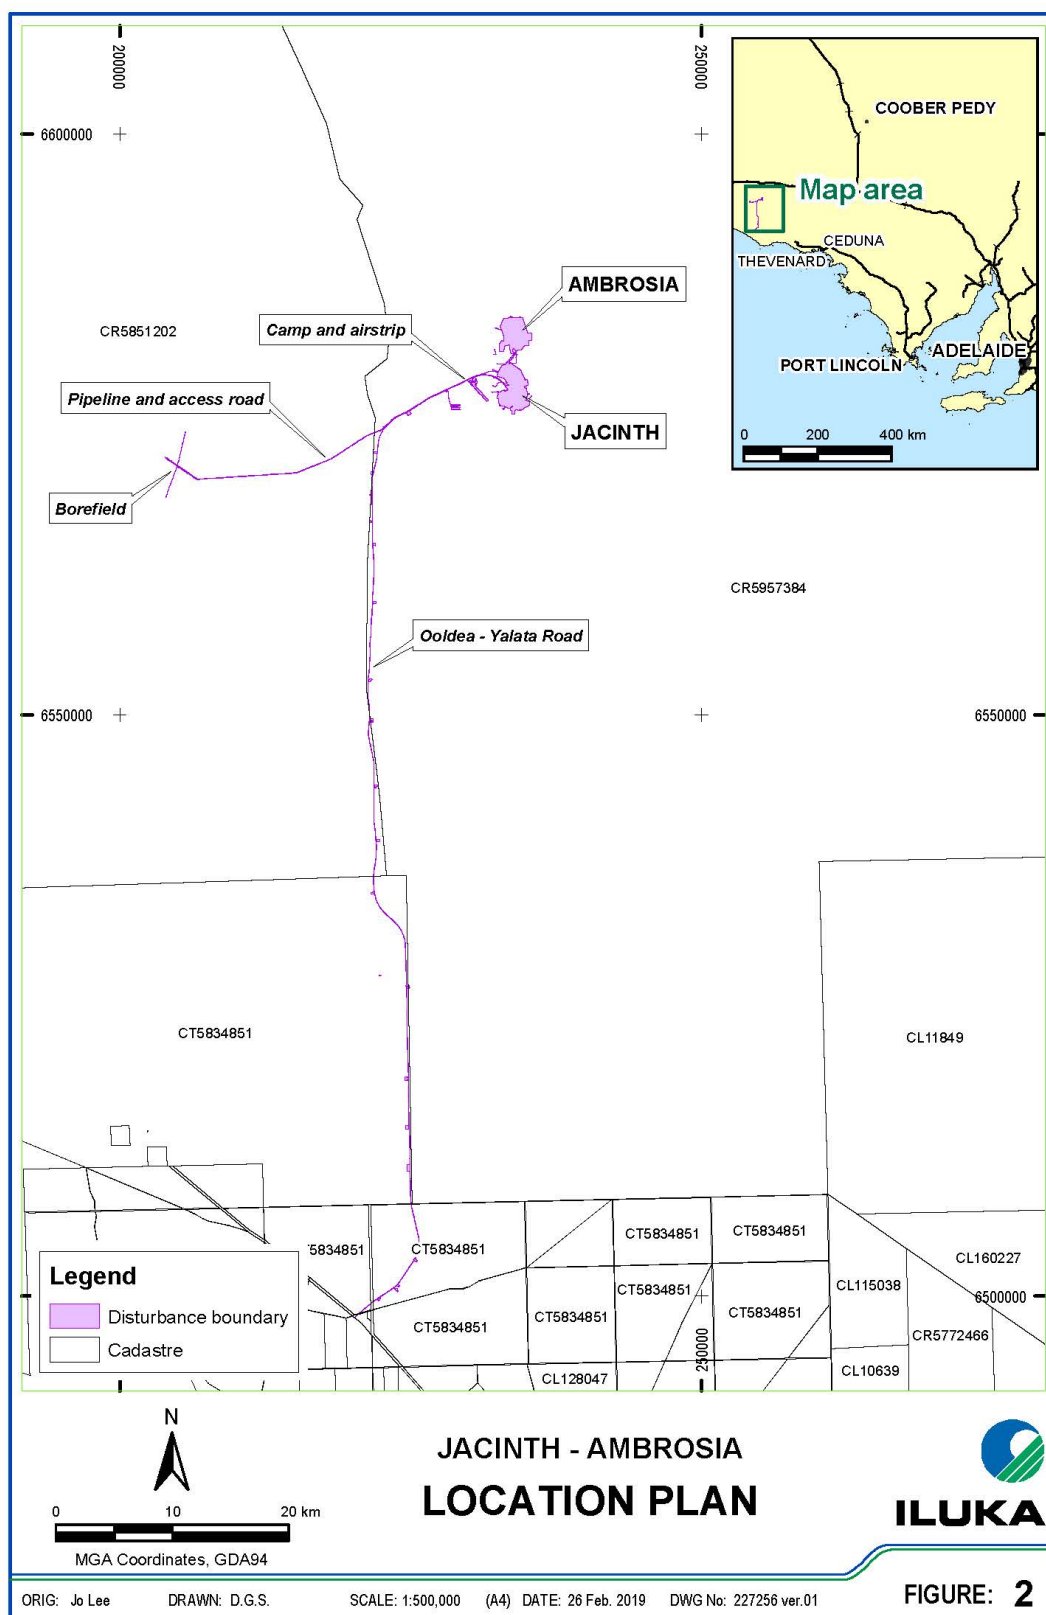 2000000
2500000
6600000
COOBER PEDY
Map area
CEDUNA
THEVENARD
ADELAIDE
PORT LINCOLN
0 200 400 km
AMBROSIA
CR5851202
Camp and airstrip
Pipeline and access road
JACINTH
Borefield
CR5957384
Ooldea - Yalata Road
6550000
6550000
CT5834851
CL11849
CT5834851
CT5834851
T5834851
CT5834851
CL160227
CT5834851
CL115038
6500000
CT5834851
CT5834851
CT5834851
CR5772466
250000
CL10639
CL128047
Legend
Disturbance boundary
Cadastre
N
JACINTH - AMBROSIA
LOCATION PLAN
ILUKA
0 10 20 km
MGA Coordinates, GDA94
ORIG: Jo Lee DRAWN: D.G.S. SCALE: 1:500,000 (A4) DATE: 26 Feb. 2019 DWG No: 227256 ver.01
FIGURE: 2